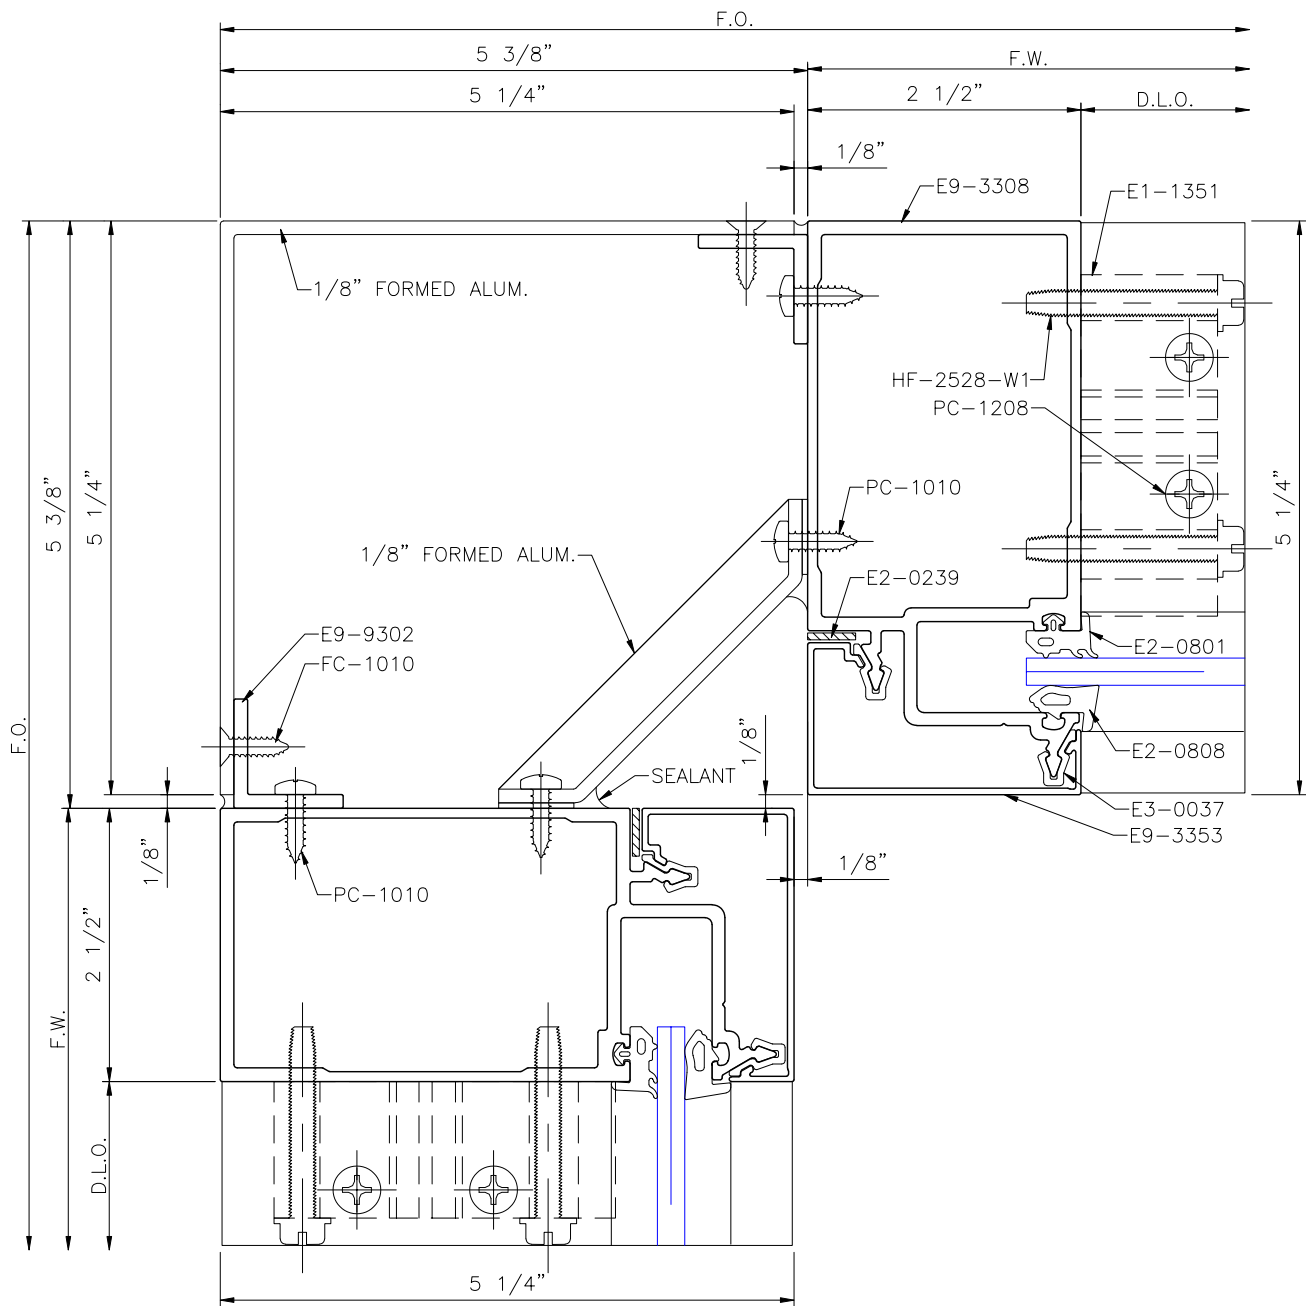 F.O.
5 3/8"
F.W.
5 1/4"
2 1/2"
D.L.O.
1/8"
E9-3308
E1-1351
1/8" FORMED ALUM.
HF-2528-W1
PC-1208
5 3/8"
5 1/4"
5 1/4"
PC-1010
1/8" FORMED ALUM.
E2-0239
E9-9302
FC-1010
E2-0801
F.O.
1/8"
E2-0808
SEALANT
E3-0037
E9-3353
1/8"
1/8"
PC-1010
2 1/2"
F.W.
D.L.O.
5 1/4"